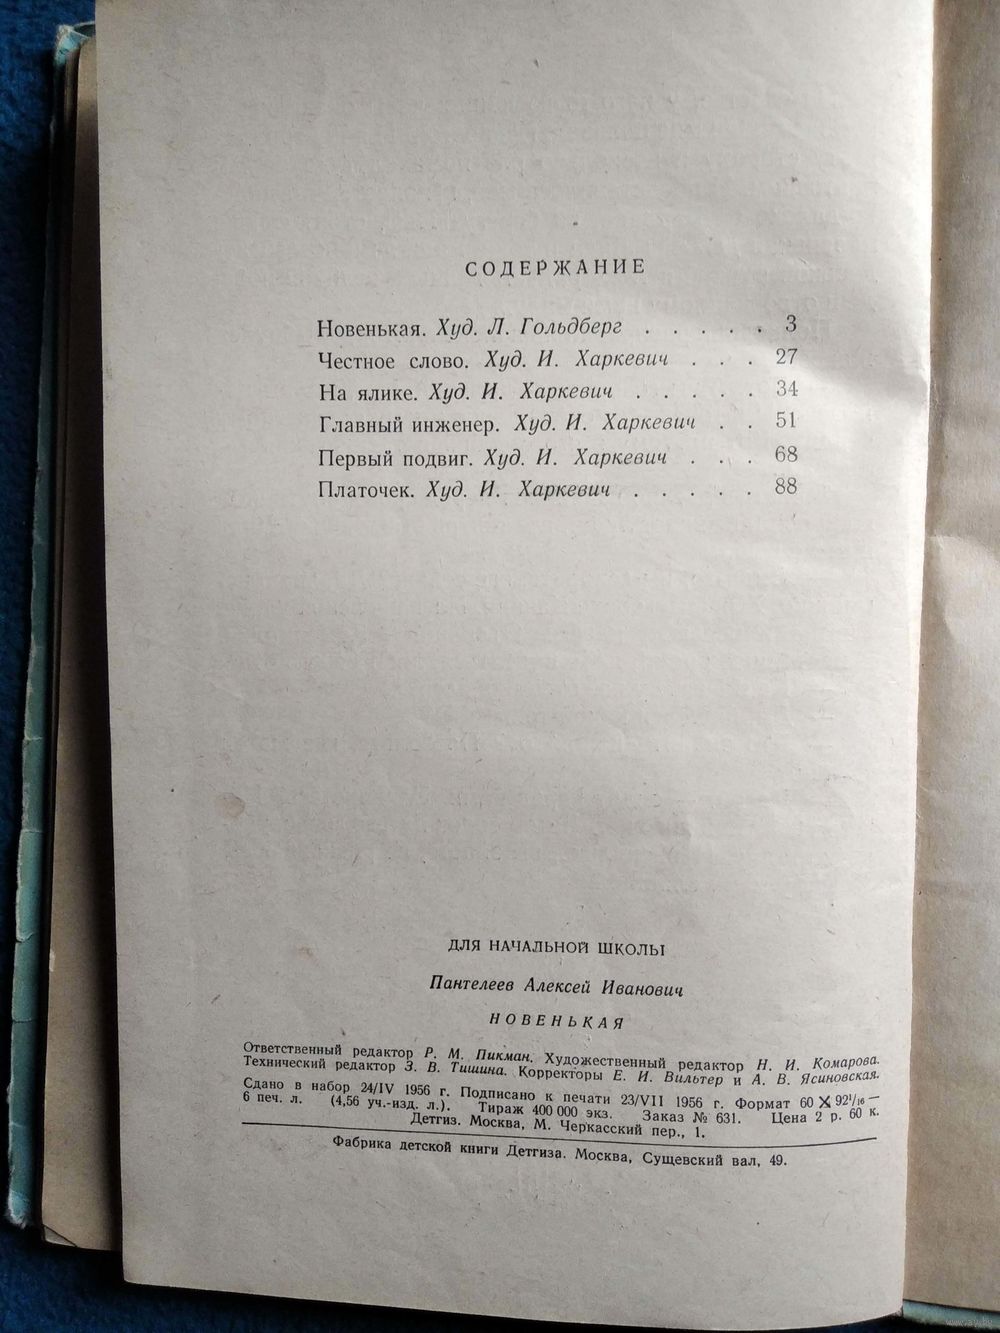 СОДЕРЖАНИЕ
Новенькая. Худ. Л. Гольдберг . . . . . . 3
Честное слово. Худ. И. Харкевич . . . 27
На ялике. Худ. И. Харкевич . . . . . 34
Главный инженер. Худ. И. Харкевич . . 51
Первый подвиг. Худ. И. Харкевич . . . 68
Платочек. Худ. И. Харкевич . . . . . 88
ДЛЯ НАЧАЛЬНОЙ ШКОЛЫ
Пантелеев Алексей Иванович
НОВЕНЬКАЯ
Ответственный редактор Р. М. Пикман. Художественный редактор Н. И. Комарова.
Технический редактор З. В. Тишина. Корректоры Е. И. Вильтер и А. В. Ясиновская.
Сдано в набор 24/IV 1956 г. Подписано к печати 23/VII 1956 г. Формат 60 × 92¹/₁₆ —
6 печ. л. (4,56 уч.-изд. л.). Тираж 400 000 экз. Заказ № 631. Цена 2 р. 60 к.
Детгиз. Москва, М. Черкасский пер., 1.
Фабрика детской книги Детгиза. Москва, Сущевский вал, 49.
www.ay.by